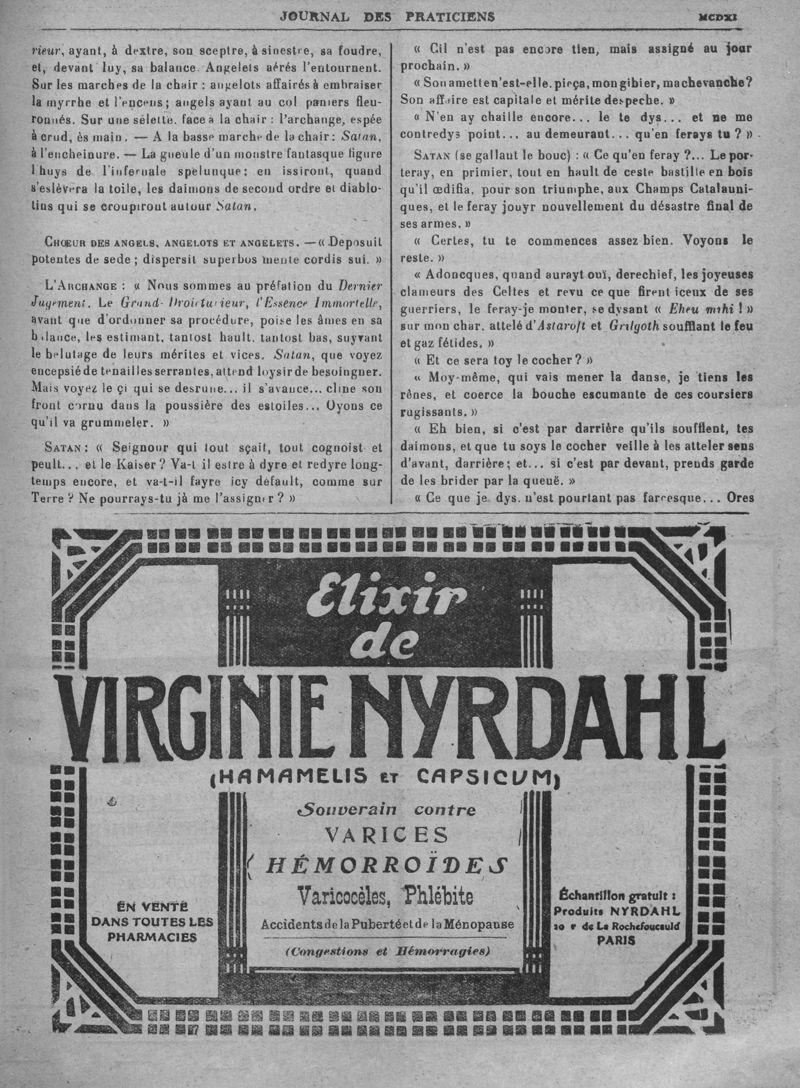 JOURNAL DES PRATICIENS
MCDXI
rieur, ayant, à dextre, son sceptre, à sinestre, sa foudre,
et, devant luy, sa balance. Angelets aérés l'entournent.
Sur les marches de la chair : angelots affairés à embraiser
la myrrhe et l'encens ; angels ayant au col paniers fleu-
ronnés. Sur une seletté, face à la chair : l'archange, espée
à crud, ès main. — A la basse marche de la chair : Satan,
à l'encheinure. — La gueule d'un monstre fantasque figure
l huys de l'infernale spelunque ; en issiront, quand
s'eslèvera la toile, les daimons de second ordre et diablo-
tins qui se croupiront autour Satan.
CHŒUR DES ANGELS, ANGELOTS ET ANGELETS. — « Deposuit
potentes de sede ; dispersit superbos mente cordis sui. »
L'ARCHANGE : « Nous sommes au préfation du Dernier
Jugement. Le Grand-Droicturieur, l'Essence Immortelle,
avant que d'ordonner sa procédure, poise les âmes en sa
balance, les estimant, tantost hault, tantost bas, suyvant
le belutage de leurs mérites et vices. Satan, que voyez
encepsié de tenailles serrantes, attend loysir de besoingner.
Mais voyez le çi qui se desrune... il s'avance... cline son
front cornu dans la poussière des estoiles... Oyons ce
qu'il va grummeler. »
SATAN : « Seignour qui tout sçait, tout cognoist et
peult... et le Kaiser ? Va-t il estre à dyre et redyre long-
temps encore, et va-t-il fayre icy défault, comme sur
Terre ? Ne pourrays-tu jà me l'assigner ? »
« Cil n'est pas encore tien, mais assigné au jour
prochain. »
« Son ame tt en'est-elle, pieça, mon gibier, ma chevanche ?
Son affaire est capitale et mérite despeche. »
« N'en ay chaille encore... le te dys... et ne me
contredys point... au demeurant... qu'en ferays tu ? »
SATAN (se gallaut le bouc) : « Ce qu'en feray ?... Le por-
teray, en primier, tout en hault de ceste bastille en bois
qu'il œdifia, pour son triumphe, aux Champs Catalauni-
ques, et le feray jouyr nouvellement du désastre final de
ses armes. »
« Certes, tu te commences assez bien. Voyons le
reste. »
« Adoncques, quand aurayt ouï, derechief, les joyeuses
clameurs des Celtes et revu ce que firent iceux de ses
guerriers, le feray-je monter, se dysant « Eheu mihi ! »
sur mon char, attelé d'Astaroft et Grilgoth soufflant le feu
et gaz fétides. »
« Et ce sera toy le cocher ? »
« Moy-même, qui vais mener la danse, je tiens les
rênes, et coerce la bouche escumante de ces coursiers
rugissants. »
« Eh bien, si c'est par darrière qu'ils soufflent, tes
daimons, et que tu soys le cocher veille à les atteler sens
d'avant, darrière ; et... si c'est par devant, prends garde
de les brider par la queuë. »
« Ce que je dys, n'est pourtant pas farcesque... Ores
Elixir
de
VIRGINIE NYRDAHL
(HAMAMELIS ET CAPSICUM)
Souverain contre
VARICES
HÉMORROÏDES
Varicocèles, Phlébite
Accidents de la Puberté et de la Ménopause
(Congestions et Hémorragies)
EN VENTE
DANS TOUTES LES
PHARMACIES
Échantillon gratuit :
Produits NYRDAHL
20 r de La Rochefoucauld
PARIS